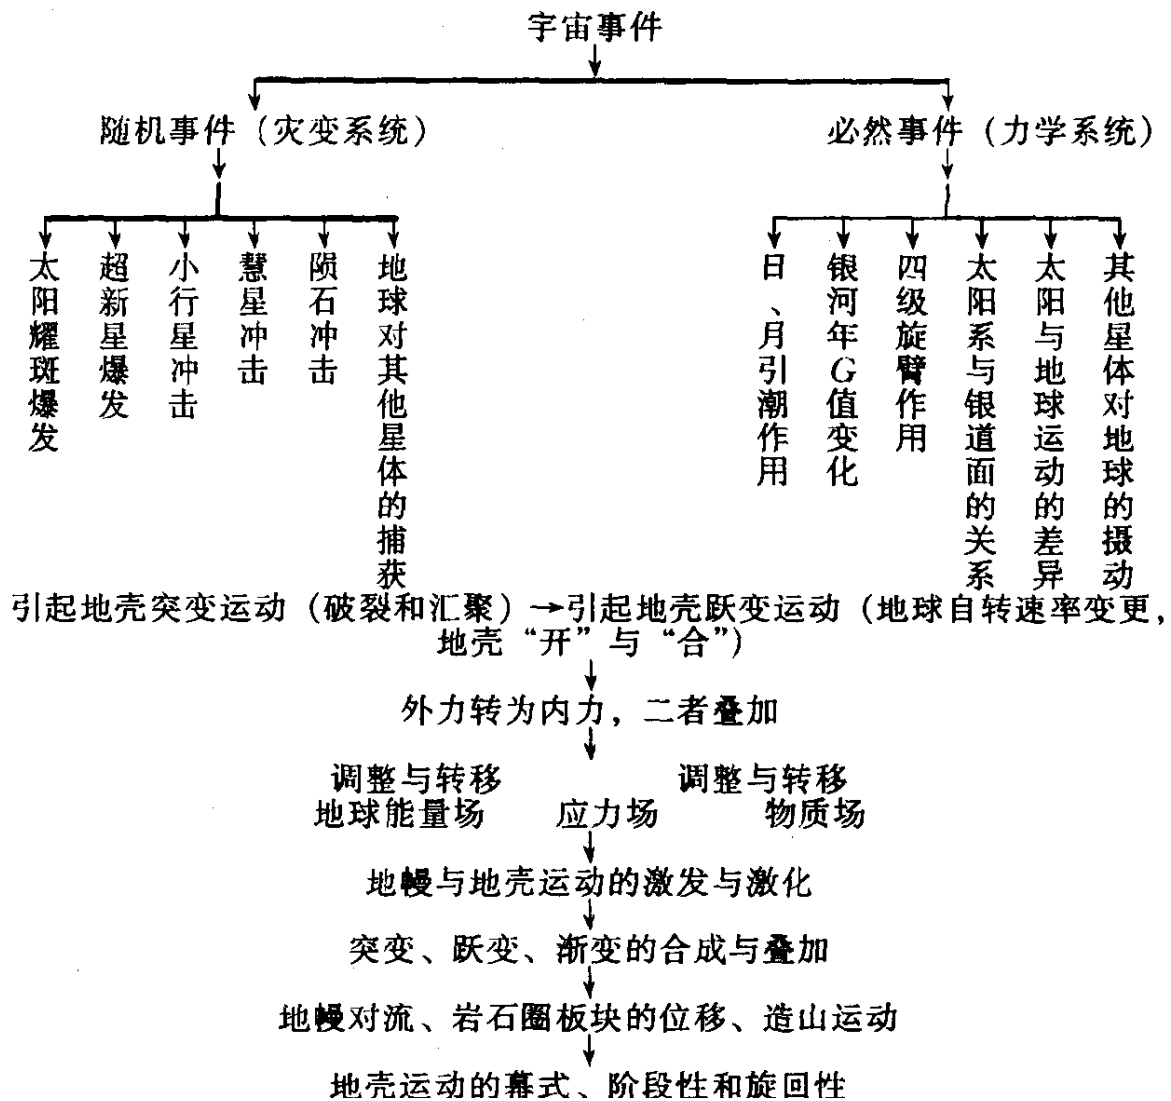 宇宙事件
随机事件（灾变系统）
必然事件（力学系统）
太阳耀斑爆发
超新星爆发
小行星冲击
慧星冲击
陨石冲击
地球对其他星体的捕获
日、月引潮作用
银河年G值变化
四级旋臂作用
太阳系与银道面的关系
太阳与地球运动的差异
其他星体对地球的摄动
引起地壳突变运动（破裂和汇聚）→引起地壳跃变运动（地球自转速率变更，
地壳“开”与“合”）
外力转为内力，二者叠加
调整与转移 调整与转移
地球能量场 应力场 物质场
地幔与地壳运动的激发与激化
突变、跃变、渐变的合成与叠加
地幔对流、岩石圈板块的位移、造山运动
地壳运动的幕式、阶段性和旋回性